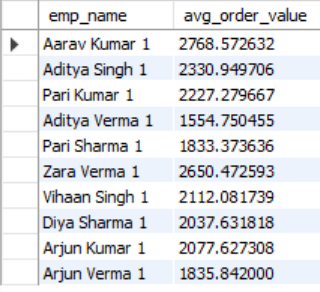 emp_name avg_order_value
Aarav Kumar 1 2768.572632
Aditya Singh 1 2330.949706
Pari Kumar 1 2227.279667
Aditya Verma 1 1554.750455
Pari Sharma 1 1833.373636
Zara Verma 1 2650.472593
Vihaan Singh 1 2112.081739
Diya Sharma 1 2037.631818
Arjun Kumar 1 2077.627308
Arjun Verma 1 1835.842000